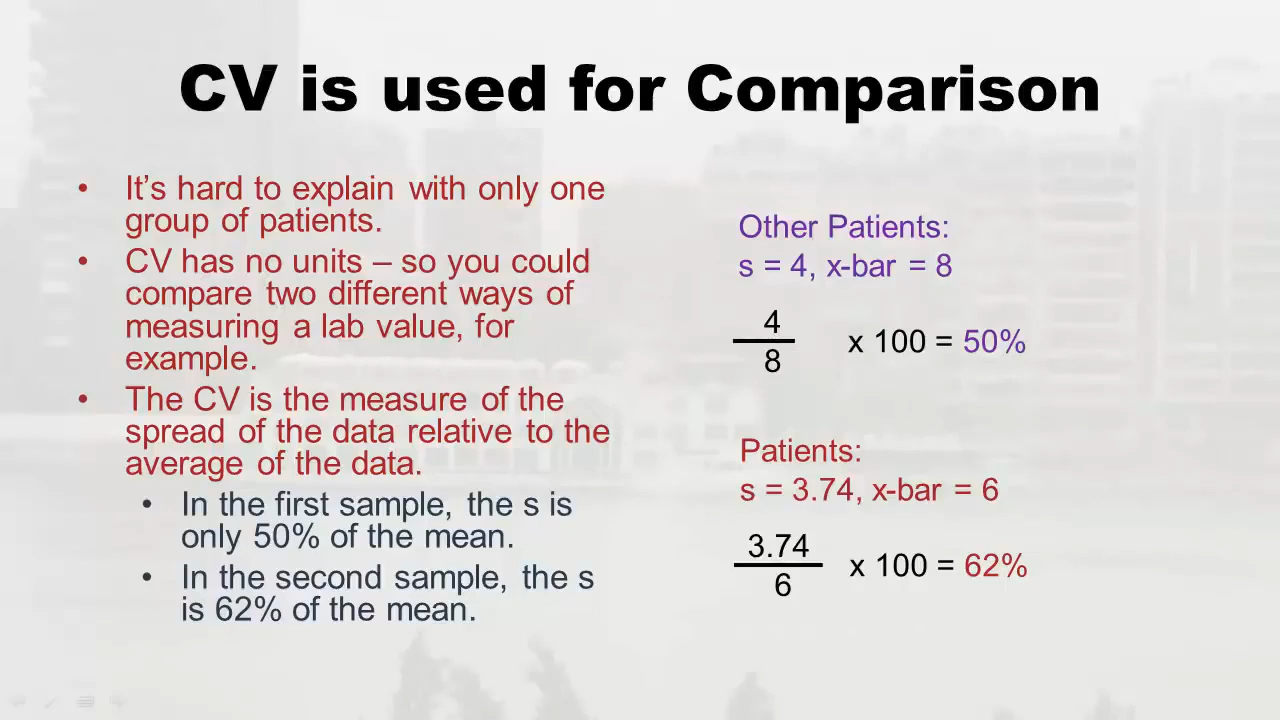 CV is used for Comparison
• It’s hard to explain with only one
group of patients.
• CV has no units – so you could
compare two different ways of
measuring a lab value, for
example.
• The CV is the measure of the
spread of the data relative to the
average of the data.
• In the first sample, the s is
only 50% of the mean.
• In the second sample, the s
is 62% of the mean.
Other Patients:
s = 4, x-bar = 8
4
8
x 100 = 50%
Patients:
s = 3.74, x-bar = 6
3.74
6
x 100 = 62%